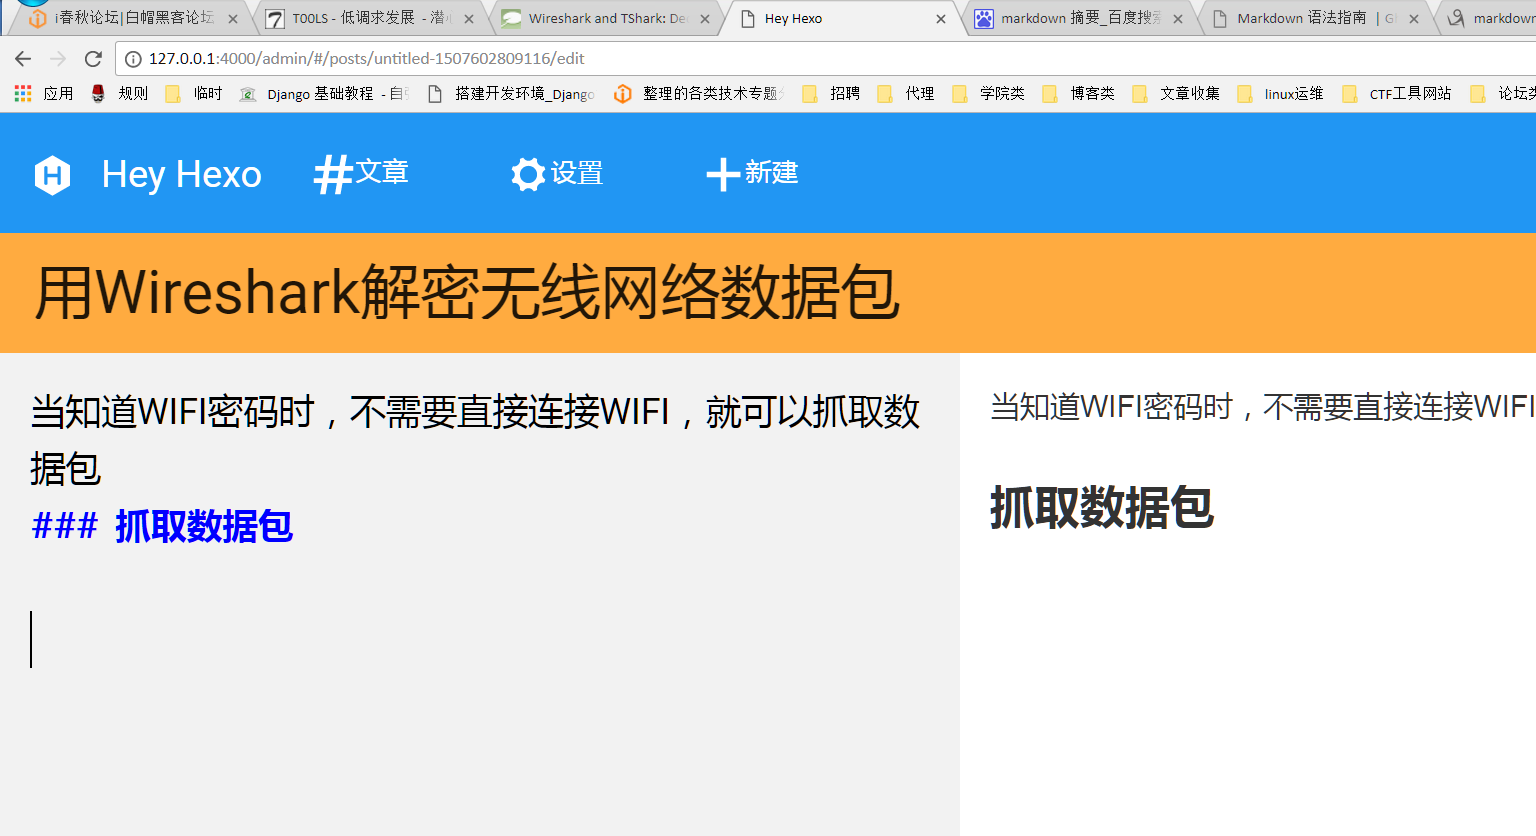 i春秋论坛|白帽黑客论坛
TOOLS - 低调求发展 - 潜
Wireshark and TShark: De
Hey Hexo
markdown 摘要_百度搜
Markdown 语法指南 | G
markdow
127.0.0.1:4000/admin/#/posts/untitled-1507602809116/edit
应用 规则 临时 Django 基础教程 - 自 搭建开发环境_Django 整理的各类技术专题 招聘 代理 学院类 博客类 文章收集 linux运维 CTF工具网站 论坛类
Hey Hexo #文章 设置 新建
用Wireshark解密无线网络数据包
当知道WIFI密码时，不需要直接连接WIFI，就可以抓取数
据包
### 抓取数据包
当知道WIFI密码时，不需要直接连接WIFI
抓取数据包